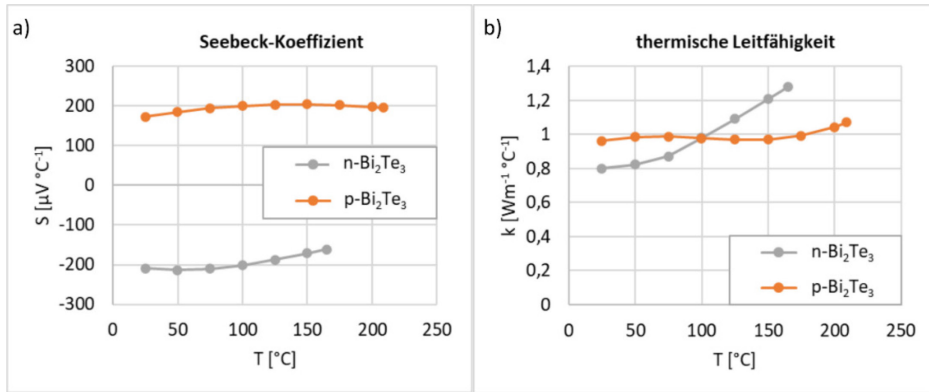 a)
Seebeck-Koeffizient
300
200
100
0
-100
-200
-300
S [µV °C⁻¹]
n-Bi₂Te₃
p-Bi₂Te₃
0 50 100 150 200 250
T [°C]
b)
thermische Leitfähigkeit
1,4
1,2
1
0,8
0,6
0,4
0,2
0
k [Wm⁻¹ °C⁻¹]
n-Bi₂Te₃
p-Bi₂Te₃
0 50 100 150 200 250
T [°C]